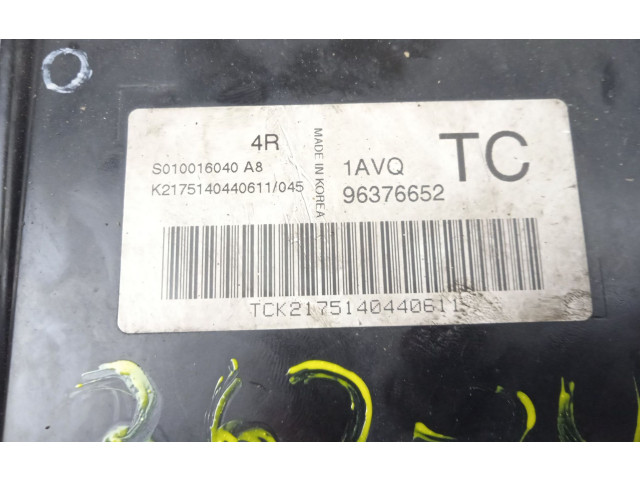 4R
S010016040 A8
K2175140440611/045
MADE IN KOREA
1AVQ
96376652
TC
TCK2175140440611